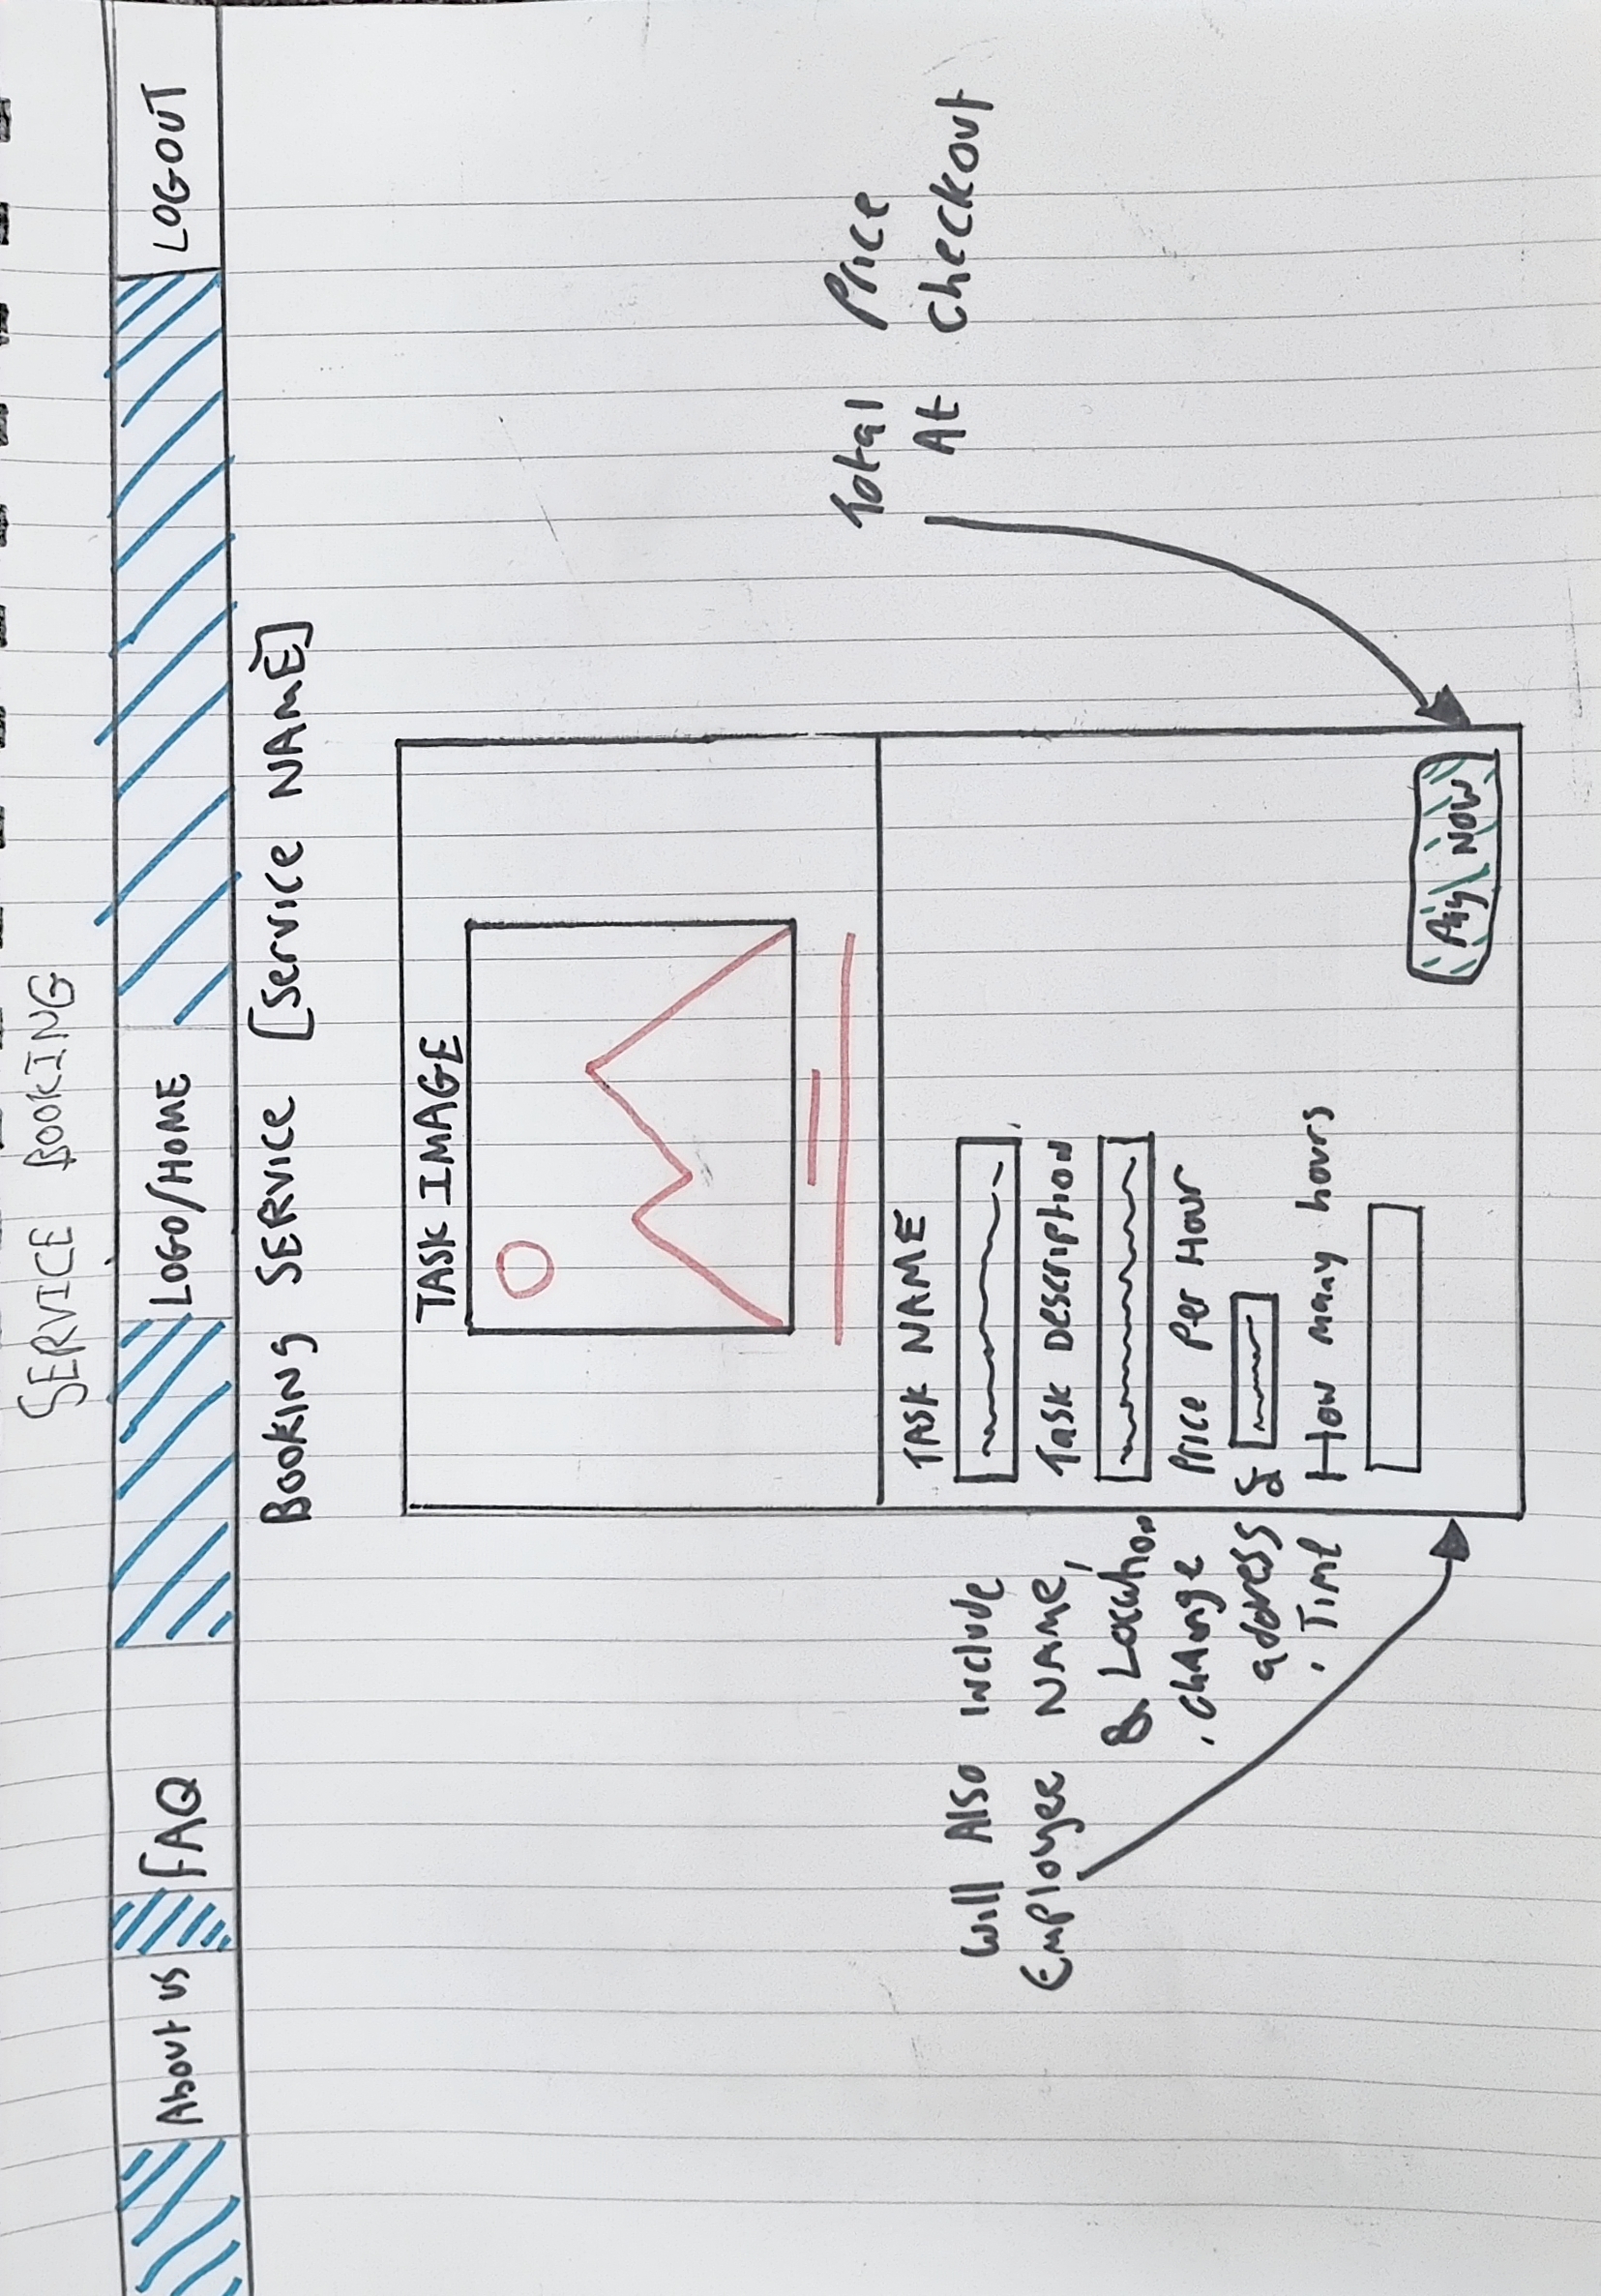 SERVICE BOOKING
About us
FAQ
LOGO/HOME
LOGOUT
Booking SERVICE [Service NAME]
TASK IMAGE
TASK NAME
Task Description
Price Per Hour
How many hours
Pay Now
Will Also include
Employee NAME,
& Location
. change
address
. Time
Total Price
At Checkout